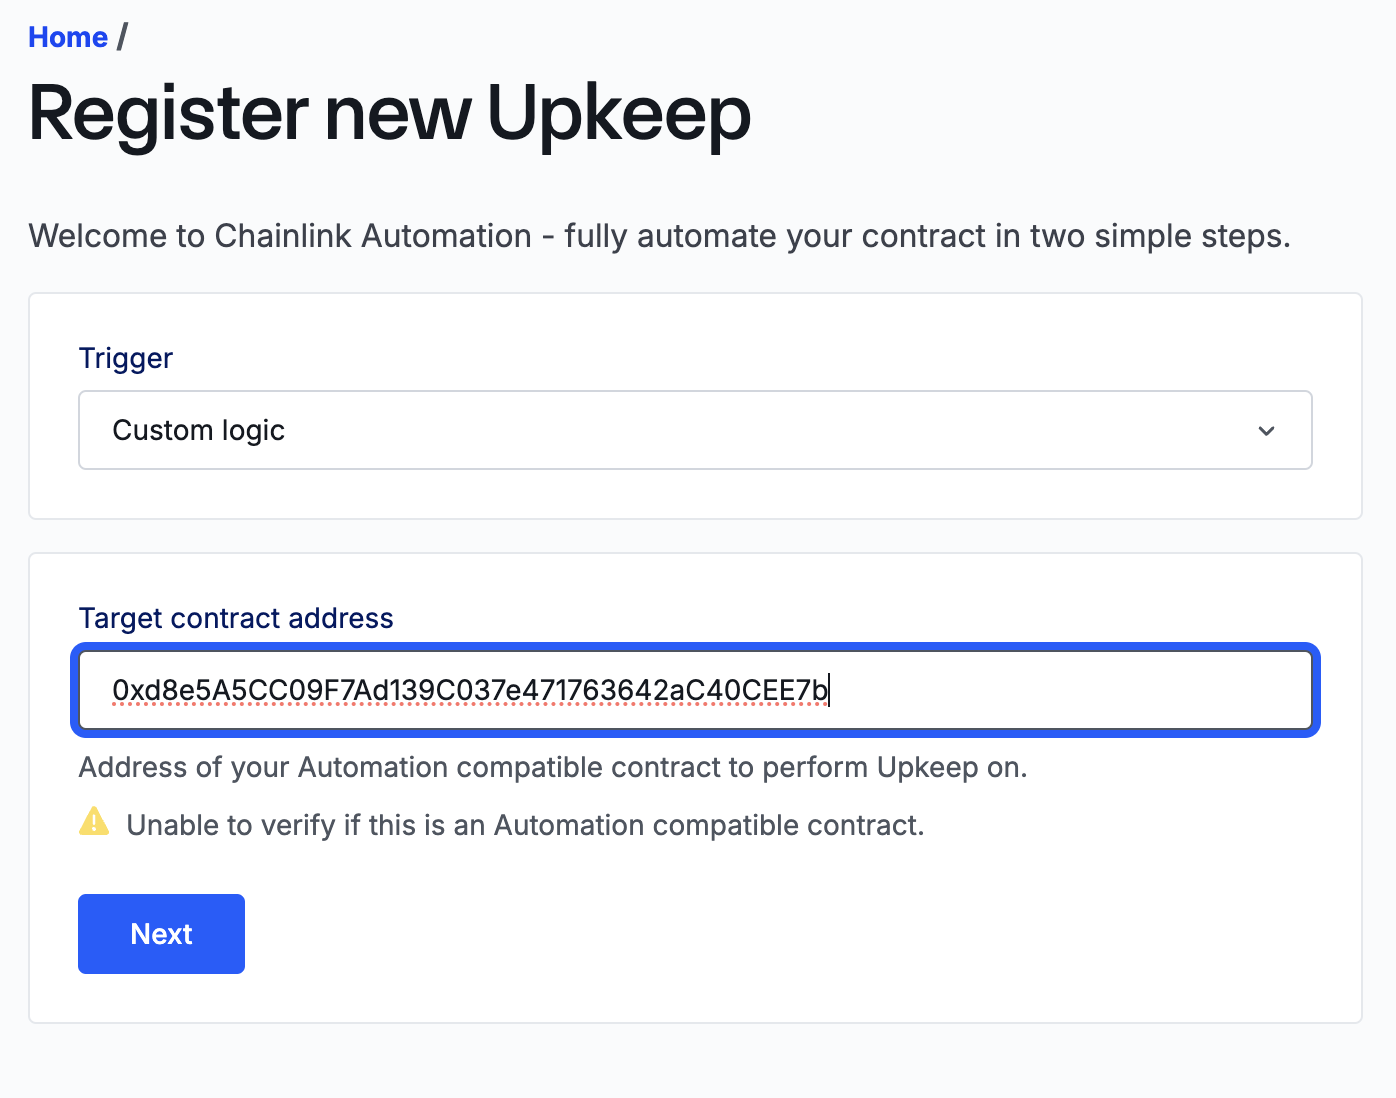 Home /
Register new Upkeep
Welcome to Chainlink Automation - fully automate your contract in two simple steps.
Trigger
Custom logic
Target contract address
0xd8e5A5CC09F7Ad139C037e471763642aC40CEE7b
Address of your Automation compatible contract to perform Upkeep on.
Unable to verify if this is an Automation compatible contract.
Next